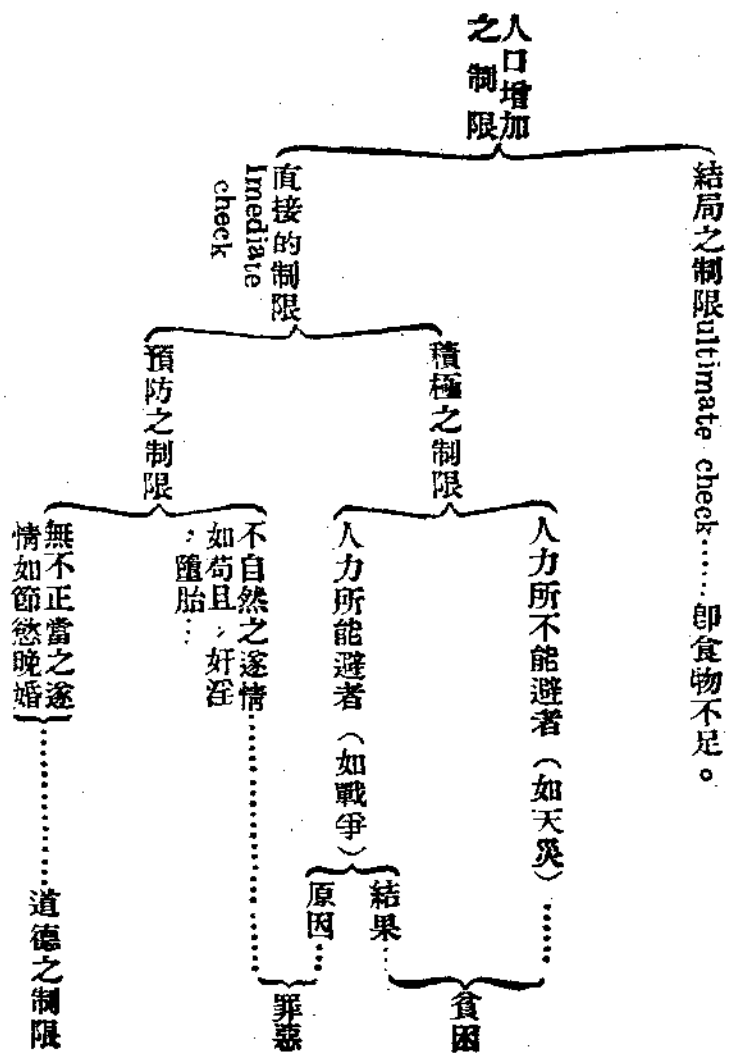 人口增加
之制限
結局之制限ultimate check……卽食物不足。
直接的制限
Imediate
check
積極之制限
人力所不能避者（如天災）……
人力所能避者（如戰爭）
結果…
原因…
貧困
預防之制限
不自然之遂情
如苟且，奸淫
，墮胎…
罪惡
無不正當之遂
情如節慾晚婚
道德之制限